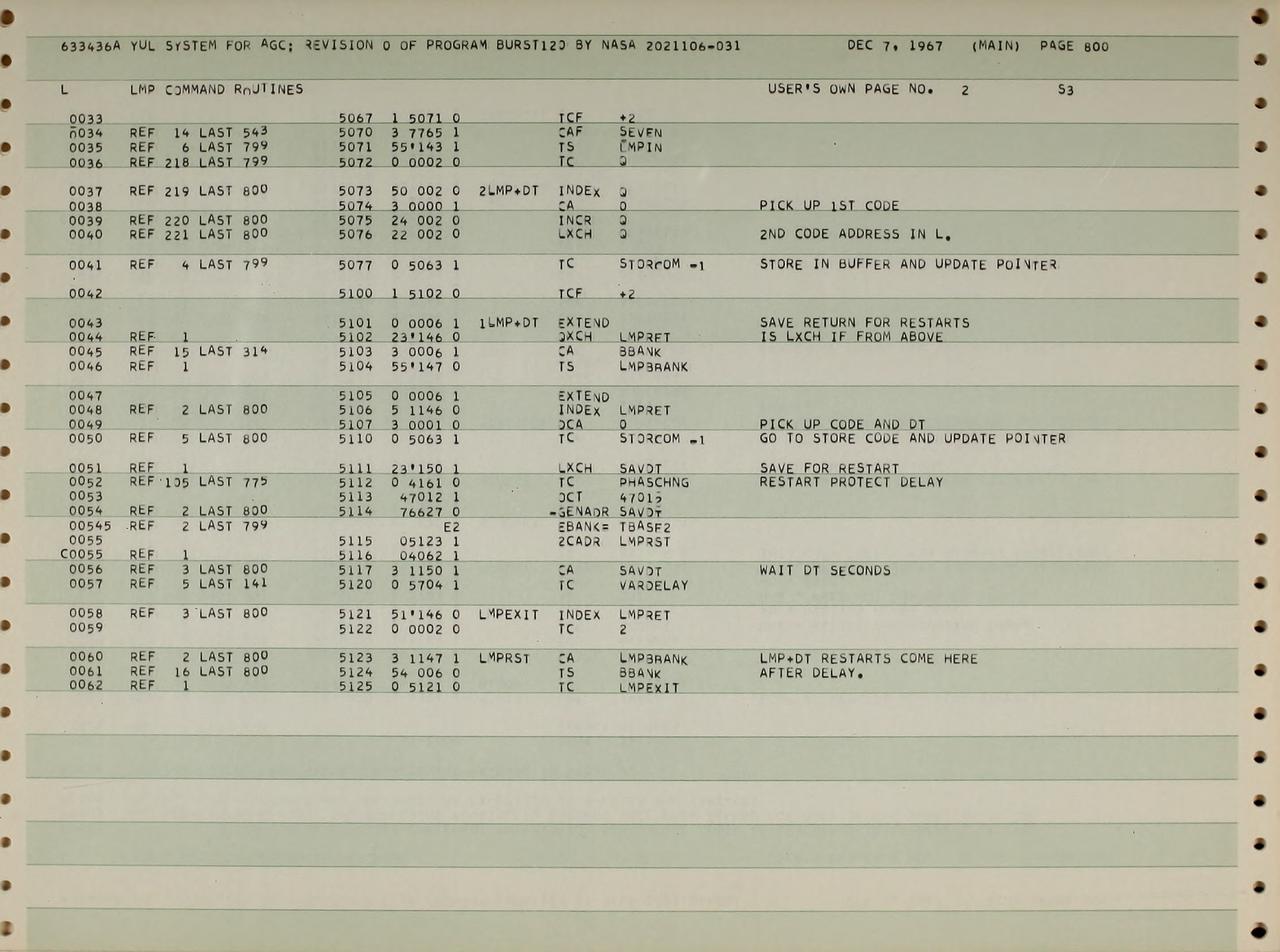 633436A YUL SYSTEM FOR AGC; REVISION 0 OF PROGRAM BURST120 BY NASA 2021106-031 DEC 7, 1967 (MAIN) PAGE 800
L LMP COMMAND ROUTINES USER'S OWN PAGE NO. 2 S3
0033 5067 1 5071 0 TCF +2
0034 REF 14 LAST 543 5070 3 7765 1 CAF SEVEN
0035 REF 6 LAST 799 5071 55'143 1 TS LMPIN
0036 REF 218 LAST 799 5072 0 0002 0 TC Q
0037 REF 219 LAST 800 5073 50 002 0 2LMP+DT INDEX Q
0038 5074 3 0000 1 CA 0 PICK UP 1ST CODE
0039 REF 220 LAST 800 5075 24 002 0 INCR Q
0040 REF 221 LAST 800 5076 22 002 0 LXCH Q 2ND CODE ADDRESS IN L.
0041 REF 4 LAST 799 5077 0 5063 1 TC STORCOM -1 STORE IN BUFFER AND UPDATE POINTER
0042 5100 1 5102 0 TCF +2
0043 5101 0 0006 1 1LMP+DT EXTEND SAVE RETURN FOR RESTARTS
0044 REF 1 5102 23'146 0 QXCH LMPRET IS LXCH IF FROM ABOVE
0045 REF 15 LAST 314 5103 3 0006 1 CA BBANK
0046 REF 1 5104 55'147 0 TS LMPBBANK
0047 5105 0 0006 1 EXTEND
0048 REF 2 LAST 800 5106 5 1146 0 INDEX LMPRET
0049 5107 3 0001 0 DCA 0 PICK UP CODE AND DT
0050 REF 5 LAST 800 5110 0 5063 1 TC STORCOM -1 GO TO STORE CODE AND UPDATE POINTER
0051 REF 1 5111 23'150 1 LXCH SAVDT SAVE FOR RESTART
0052 REF 105 LAST 775 5112 0 4161 0 TC PHASCHNG RESTART PROTECT DELAY
0053 5113 47012 1 OCT 47012
0054 REF 2 LAST 800 5114 76627 0 -GENADR SAVDT
00545 REF 2 LAST 799 E2 EBANK= TBASE2
0055 5115 05123 1 2CADR LMPRST
C0055 REF 1 5116 04062 1
0056 REF 3 LAST 800 5117 3 1150 1 CA SAVDT WAIT DT SECONDS
0057 REF 5 LAST 141 5120 0 5704 1 TC VARDELAY
0058 REF 3 LAST 800 5121 51'146 0 LMPEXIT INDEX LMPRET
0059 5122 0 0002 0 TC 2
0060 REF 2 LAST 800 5123 3 1147 1 LMPRST CA LMPBBANK LMP+DT RESTARTS COME HERE
0061 REF 16 LAST 800 5124 54 006 0 TS BBANK AFTER DELAY.
0062 REF 1 5125 0 5121 0 TC LMPEXIT